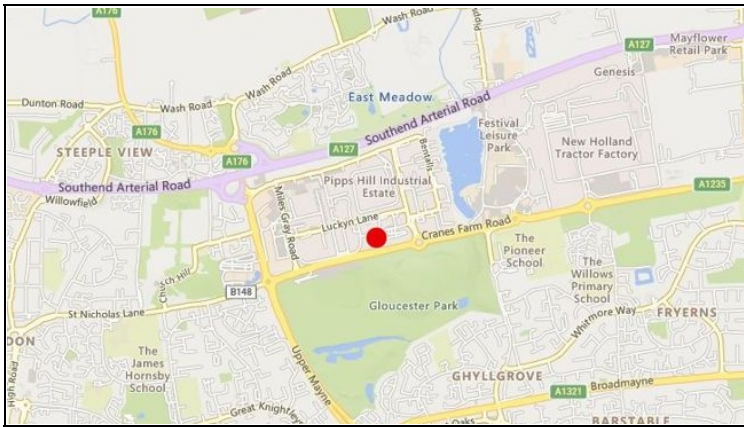 A176
Wash Road
Mayflower
Retail Park
A127
Genesis
Dunton Road
Wash Road
Wash Road
East Meadow
Southend Arterial Road
A176
A127
STEEPLE VIEW
A176
Festival
Leisure
Park
New Holland
Tractor Factory
Bentalls
Southend Arterial Road
Willowfield
Pipps Hill Industrial
Estate
A1235
Miles Gray Road
Luckyn Lane
Cranes Farm Road
The
Pioneer
School
Church Hill
B148
The
Willows
Primary
School
Gloucester Park
St Nicholas Lane
Whitmore Way
FRYERNS
DON
The
James
Hornsby
School
Upper Mayne
High Road
GHYLLGROVE
Broadmayne
A1321
Great Knightley
Oaks
BARSTABLE